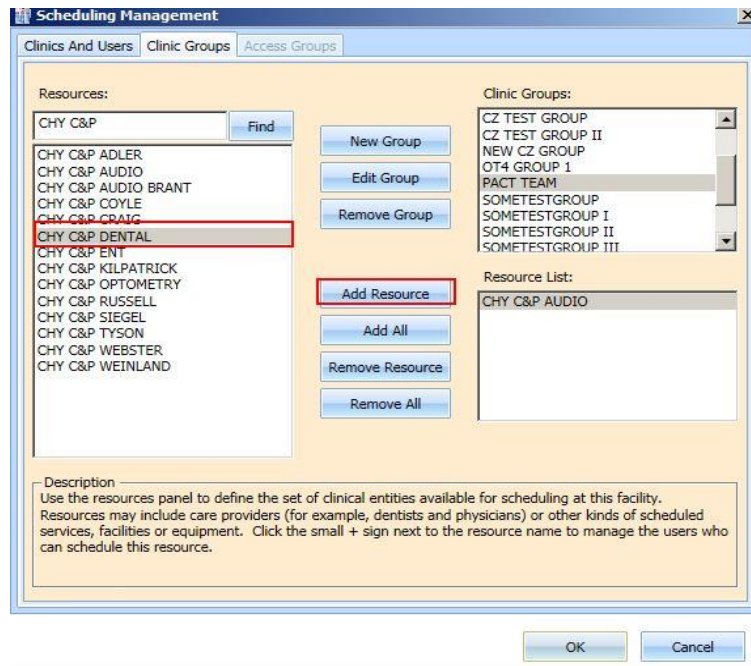 Scheduling Management
Clinics And Users
Clinic Groups
Access Groups
Resources:
CHY C&P
Find
CHY C&P ADLER
CHY C&P AUDIO
CHY C&P AUDIO BRANT
CHY C&P COYLE
CHY C&P CRAIG
CHY C&P DENTAL
CHY C&P ENT
CHY C&P KILPATRICK
CHY C&P OPTOMETRY
CHY C&P RUSSELL
CHY C&P SIEGEL
CHY C&P TYSON
CHY C&P WEBSTER
CHY C&P WEINLAND
New Group
Edit Group
Remove Group
Add Resource
Add All
Remove Resource
Remove All
Clinic Groups:
CZ TEST GROUP
CZ TEST GROUP II
NEW CZ GROUP
OT4 GROUP 1
PACT TEAM
SOMETESTGROUP
SOMETESTGROUP I
SOMETESTGROUP II
SOMETESTGROUP III
Resource List:
CHY C&P AUDIO
Description
Use the resources panel to define the set of clinical entities available for scheduling at this facility.
Resources may include care providers (for example, dentists and physicians) or other kinds of scheduled
services, facilities or equipment. Click the small + sign next to the resource name to manage the users who
can schedule this resource.
OK
Cancel